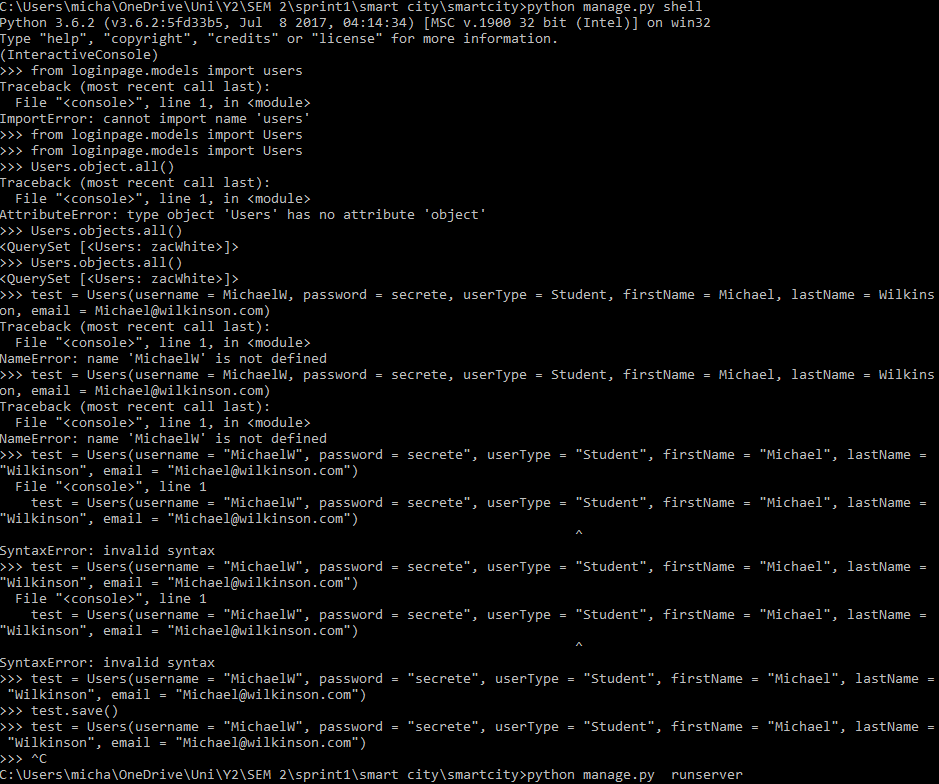 C:\Users\micha\OneDrive\Uni\Y2\SEM 2\sprint1\smart city\smartcity>python manage.py shell
Python 3.6.2 (v3.6.2:5fd33b5, Jul  8 2017, 04:14:34) [MSC v.1900 32 bit (Intel)] on win32
Type "help", "copyright", "credits" or "license" for more information.
(InteractiveConsole)
>>> from loginpage.models import users
Traceback (most recent call last):
  File "<console>", line 1, in <module>
ImportError: cannot import name 'users'
>>> from loginpage.models import Users
>>> from loginpage.models import Users
>>> Users.object.all()
Traceback (most recent call last):
  File "<console>", line 1, in <module>
AttributeError: type object 'Users' has no attribute 'object'
>>> Users.objects.all()
<QuerySet [<Users: zacWhite>]>
>>> Users.objects.all()
<QuerySet [<Users: zacWhite>]>
>>> test = Users(username = MichaelW, password = secrete, userType = Student, firstName = Michael, lastName = Wilkins
on, email = Michael@wilkinson.com)
Traceback (most recent call last):
  File "<console>", line 1, in <module>
NameError: name 'MichaelW' is not defined
>>> test = Users(username = MichaelW, password = secrete, userType = Student, firstName = Michael, lastName = Wilkins
on, email = Michael@wilkinson.com)
Traceback (most recent call last):
  File "<console>", line 1, in <module>
NameError: name 'MichaelW' is not defined
>>> test = Users(username = "MichaelW", password = secrete", userType = "Student", firstName = "Michael", lastName =
"Wilkinson", email = "Michael@wilkinson.com")
  File "<console>", line 1
    test = Users(username = "MichaelW", password = secrete", userType = "Student", firstName = "Michael", lastName =
"Wilkinson", email = "Michael@wilkinson.com")
                                                                        ^
SyntaxError: invalid syntax
>>> test = Users(username = "MichaelW", password = secrete", userType = "Student", firstName = "Michael", lastName =
"Wilkinson", email = "Michael@wilkinson.com")
  File "<console>", line 1
    test = Users(username = "MichaelW", password = secrete", userType = "Student", firstName = "Michael", lastName =
"Wilkinson", email = "Michael@wilkinson.com")
                                                                        ^
SyntaxError: invalid syntax
>>> test = Users(username = "MichaelW", password = "secrete", userType = "Student", firstName = "Michael", lastName =
 "Wilkinson", email = "Michael@wilkinson.com")
>>> test.save()
>>> test = Users(username = "MichaelW", password = "secrete", userType = "Student", firstName = "Michael", lastName =
 "Wilkinson", email = "Michael@wilkinson.com")
>>> ^C
C:\Users\micha\OneDrive\Uni\Y2\SEM 2\sprint1\smart city\smartcity>python manage.py  runserver